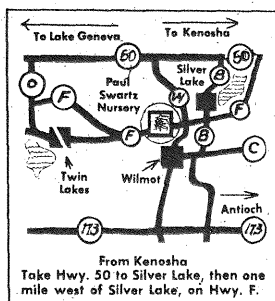 To Lake Geneva To Kenosha
50 Silver Lake B 50
Paul
Swartz
Nursery
O F W F
F B
Twin
Lakes
Wilmot C
Antioch
173 173
From Kenosha
Take Hwy. 50 to Silver Lake, then one
mile west of Silver Lake, on Hwy. F.